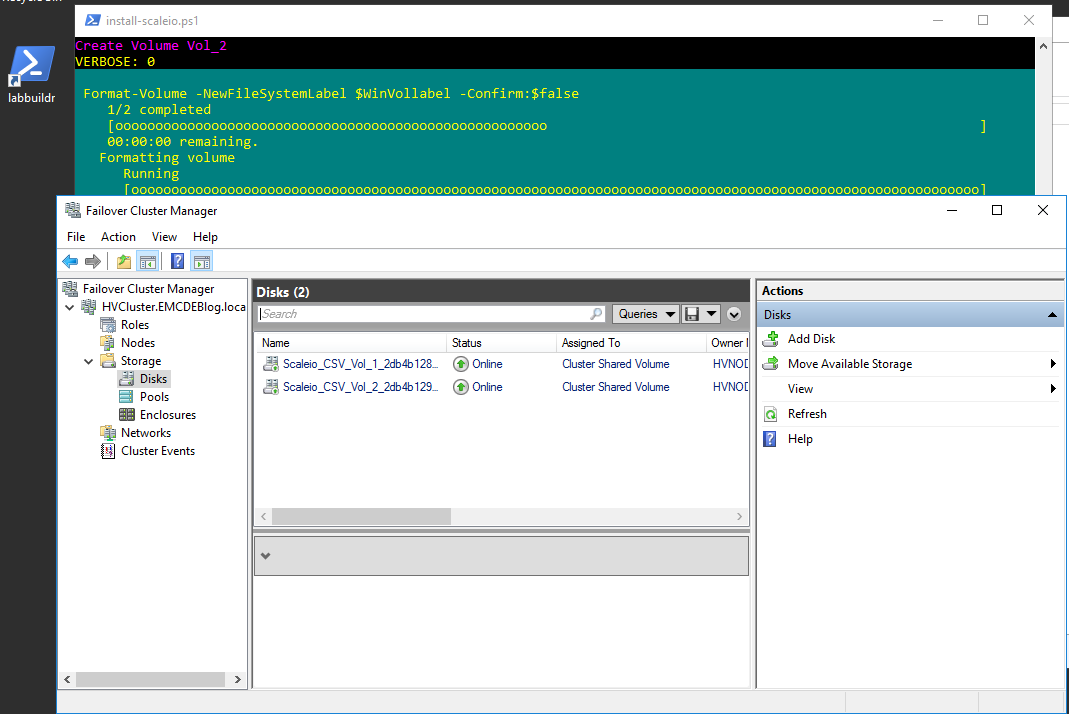 install-scaleio.ps1
labbuildr
Create Volume Vol_2
VERBOSE: 0
Format-Volume -NewFileSystemLabel $WinVollabel -Confirm:$false
1/2 completed
[oooooooooooooooooooooooooooooooooooooooooooooooooooooo ]
00:00:00 remaining.
Formatting volume
Running
[oooooooooooooooooooooooooooooooooooooooooooooooooooooooooooooooooooooooooooooooooooooooooooooooooooooooooo]
Failover Cluster Manager
File Action View Help
Failover Cluster Manager
HVCluster.EMCDEBlog.loca
Roles
Nodes
Storage
Disks
Pools
Enclosures
Networks
Cluster Events
Disks (2)
Search Queries
Name Status Assigned To Owner
Scaleio_CSV_Vol_1_2db4b128... Online Cluster Shared Volume HVNOD
Scaleio_CSV_Vol_2_2db4b129... Online Cluster Shared Volume HVNOD
Actions
Disks
Add Disk
Move Available Storage
View
Refresh
Help